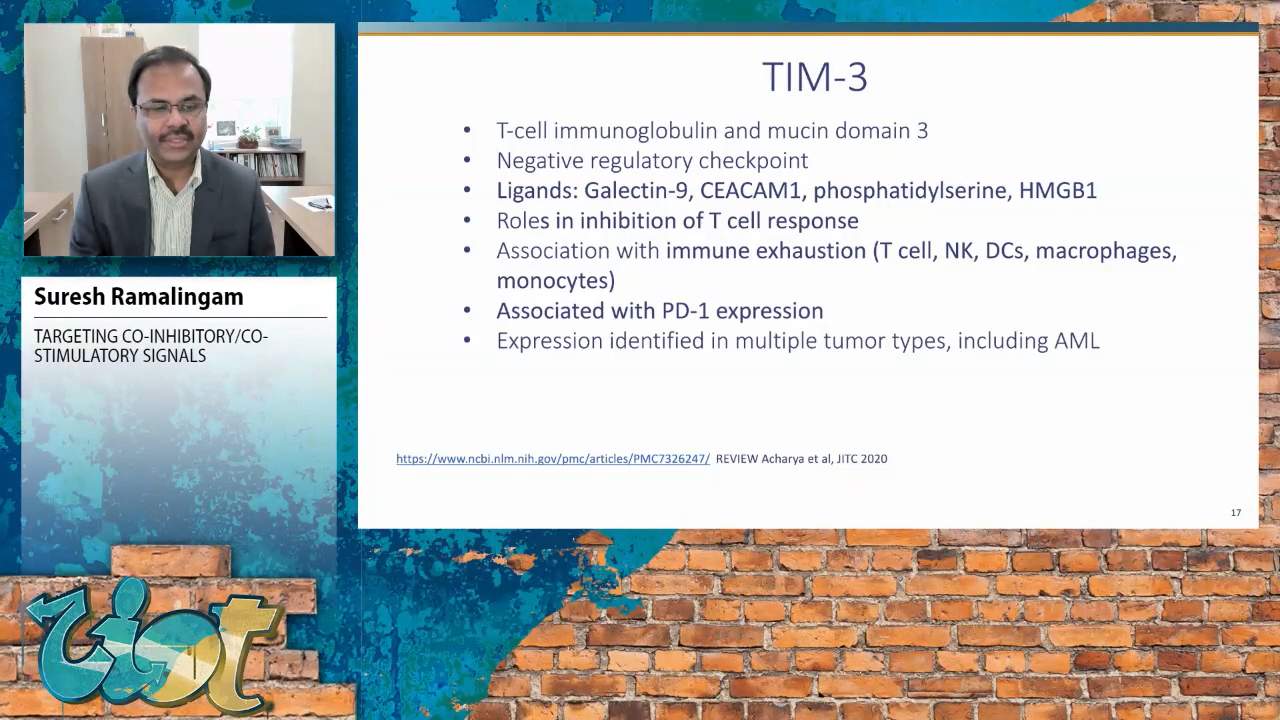 TIM-3
• T-cell immunoglobulin and mucin domain 3
• Negative regulatory checkpoint
• Ligands: Galectin-9, CEACAM1, phosphatidylserine, HMGB1
• Roles in inhibition of T cell response
• Association with immune exhaustion (T cell, NK, DCs, macrophages,
monocytes)
• Associated with PD-1 expression
• Expression identified in multiple tumor types, including AML
https://www.ncbi.nlm.nih.gov/pmc/articles/PMC7326247/ REVIEW Acharya et al, JITC 2020
17
Suresh Ramalingam
TARGETING CO-INHIBITORY/CO-
STIMULATORY SIGNALS
riot